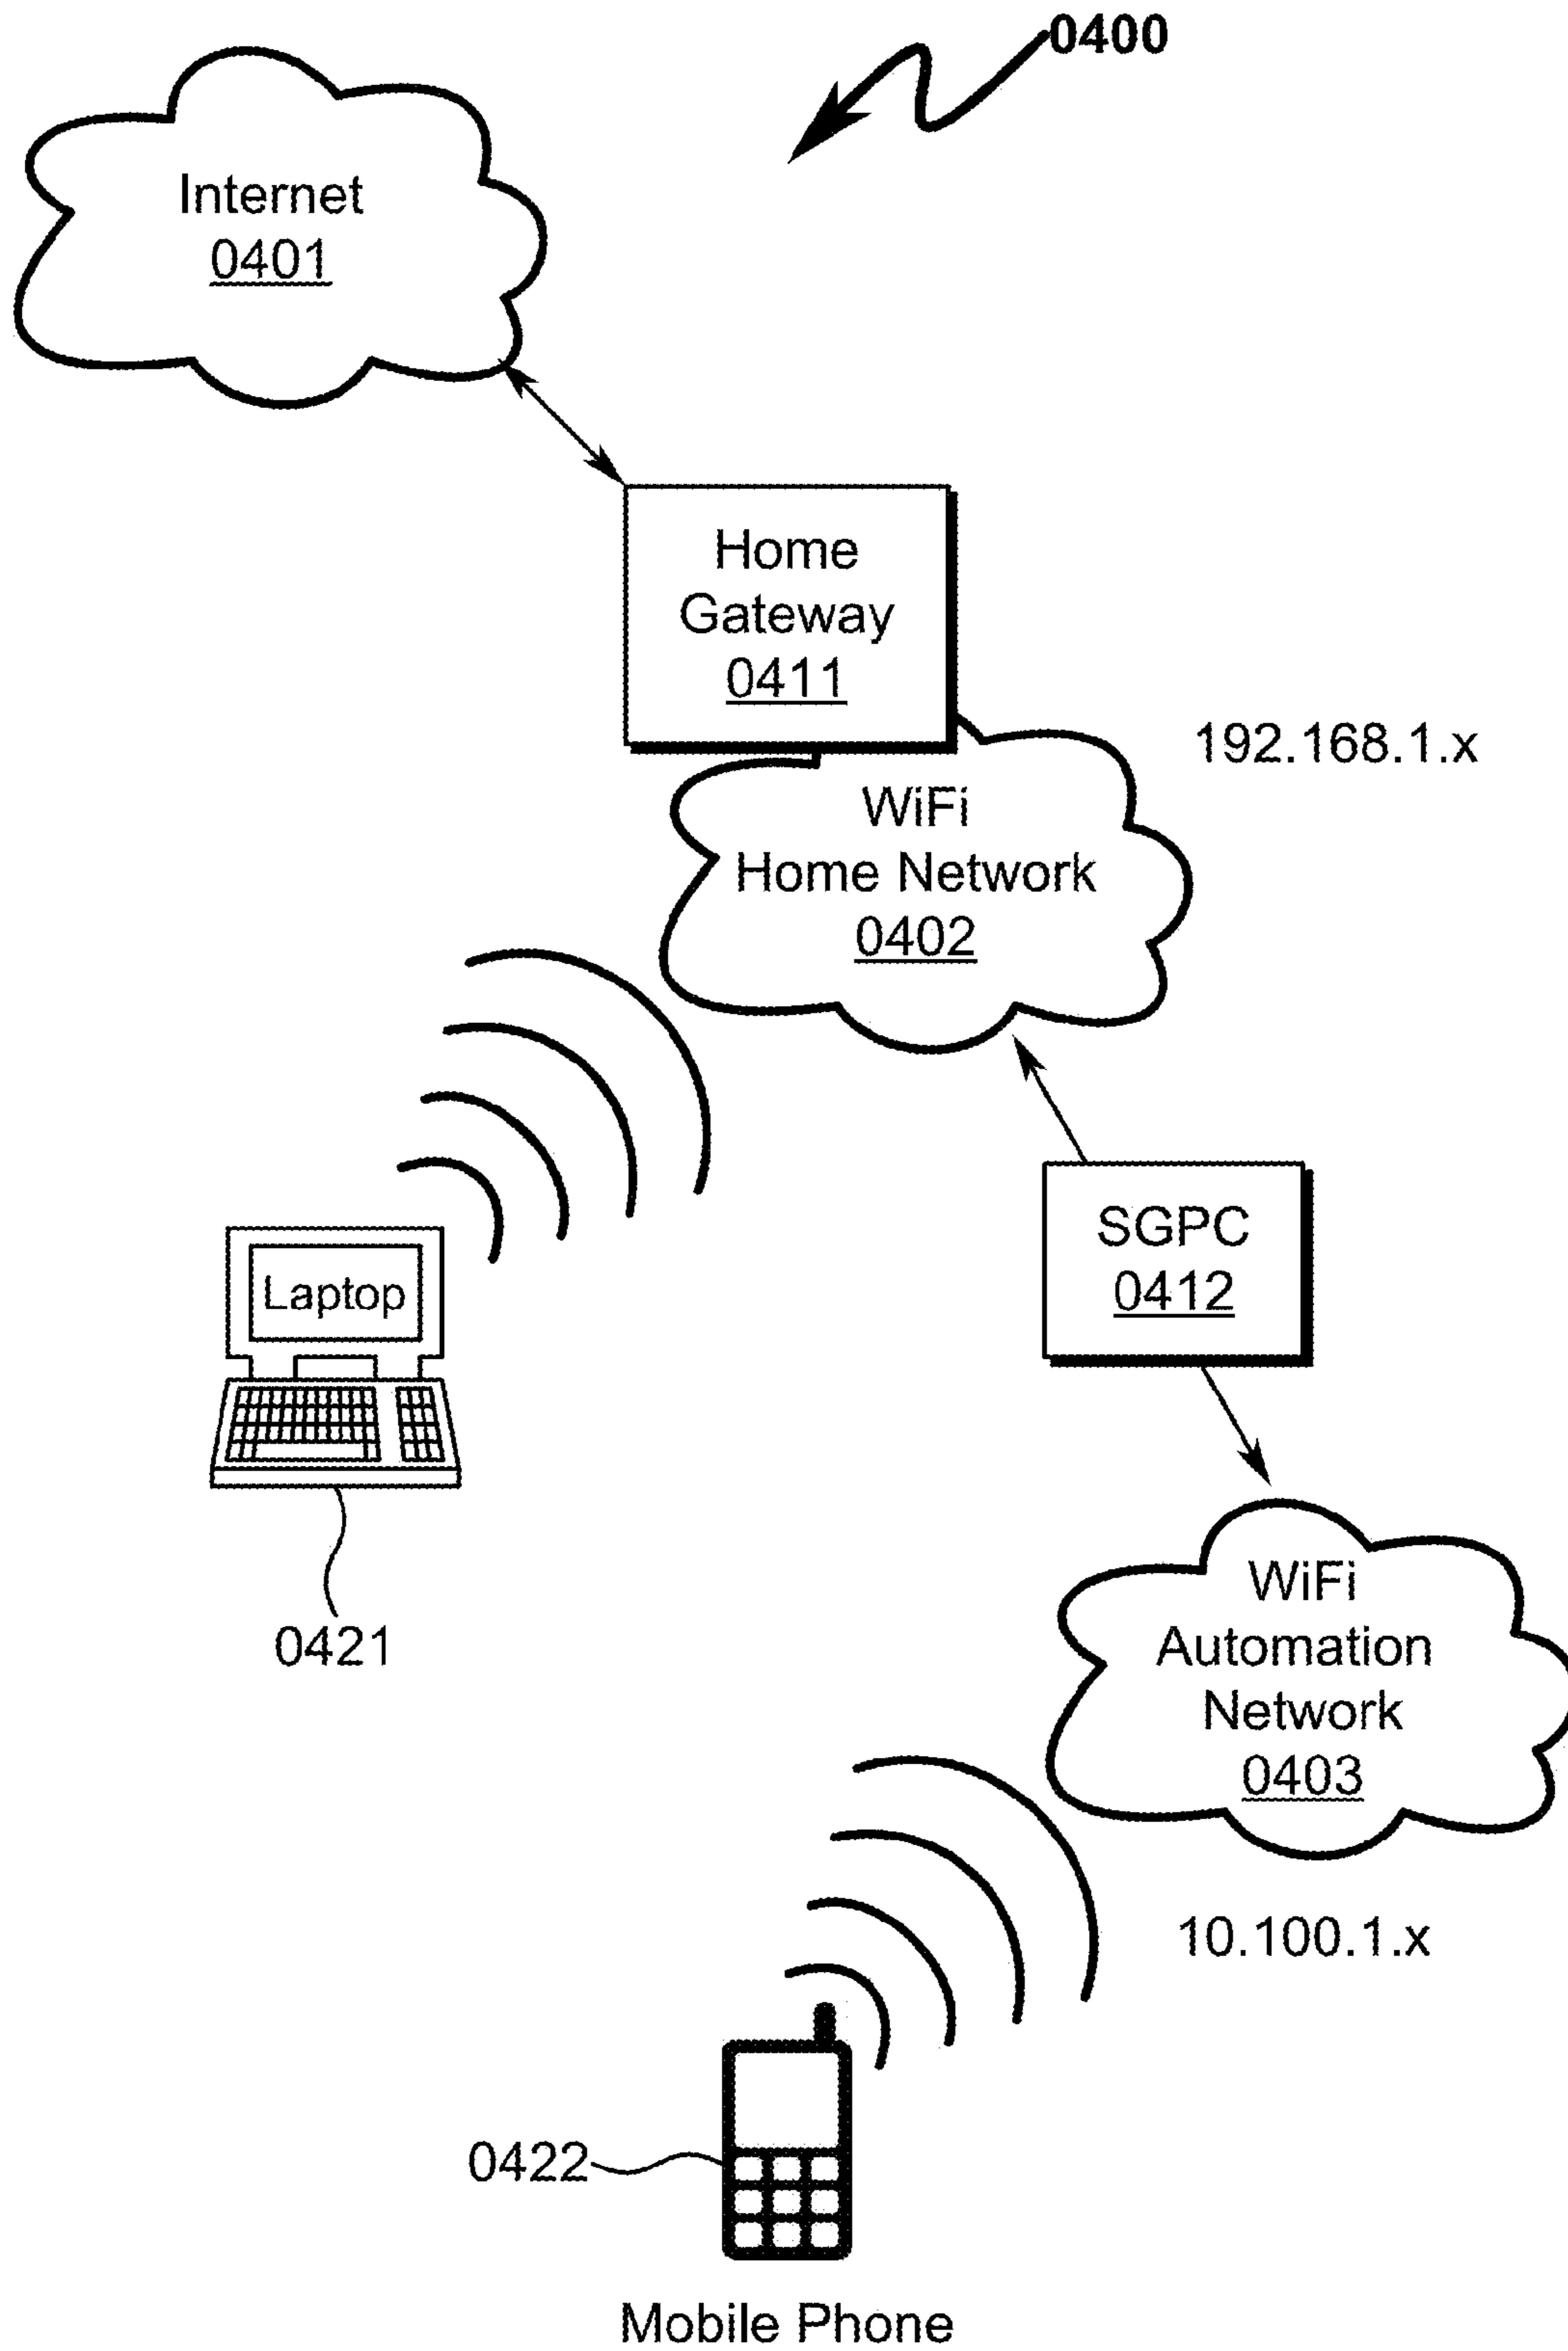 0400
Internet
0401
Home
Gateway
0411
192.168.1.x
WiFi
Home Network
0402
SGPC
0412
Laptop
0421
WiFi
Automation
Network
0403
10.100.1.x
0422
Mobile Phone